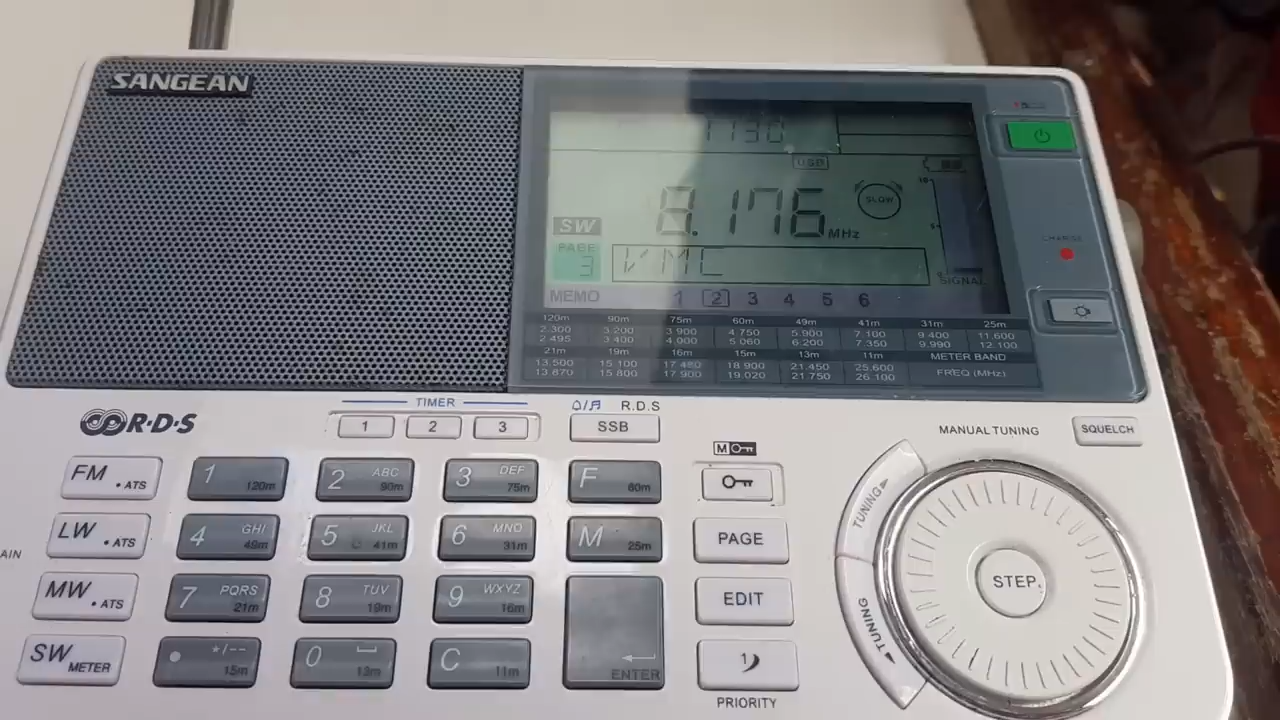 SANGEAN
1130
USB
SW
8.176 MHz
SLOW
10
5
0
SIGNAL
PAGE
3
VMC
MEMO 1 2 3 4 5 6
CHARGE
120m 90m 75m 60m 49m 41m 31m 25m
2.300 3.200 3.900 4.750 5.900 7.100 9.400 11.600
2.495 3.400 4.000 5.060 6.200 7.350 9.990 12.100
21m 19m 16m 15m 13m 11m METER BAND
13.500 15.100 17.480 18.900 21.450 25.600 FREQ (MHz)
13.870 15.800 17.900 19.020 21.750 26.100
R·D·S
TIMER
1 2 3
R.D.S
SSB
MANUAL TUNING
SQUELCH
FM • ATS
1 120m
2 ABC 90m
3 DEF 75m
F 60m
M
LW • ATS
4 GHI 49m
5 JKL 41m
6 MNO 31m
M 25m
PAGE
AIN
MW • ATS
7 PQRS 21m
8 TUV 19m
9 WXYZ 16m
EDIT
SW METER
• */-- 15m
0 13m
C 11m
ENTER
PRIORITY
TUNING
STEP
TUNING